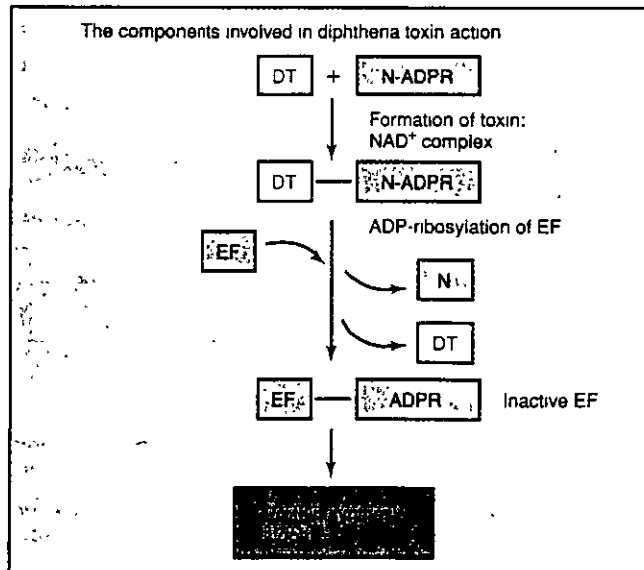 The components involved in diphtheria toxin action
DT + N-ADPR
Formation of toxin:
NAD+ complex
DT — N-ADPR
ADP-ribosylation of EF
EF
N
DT
EF — ADPR Inactive EF